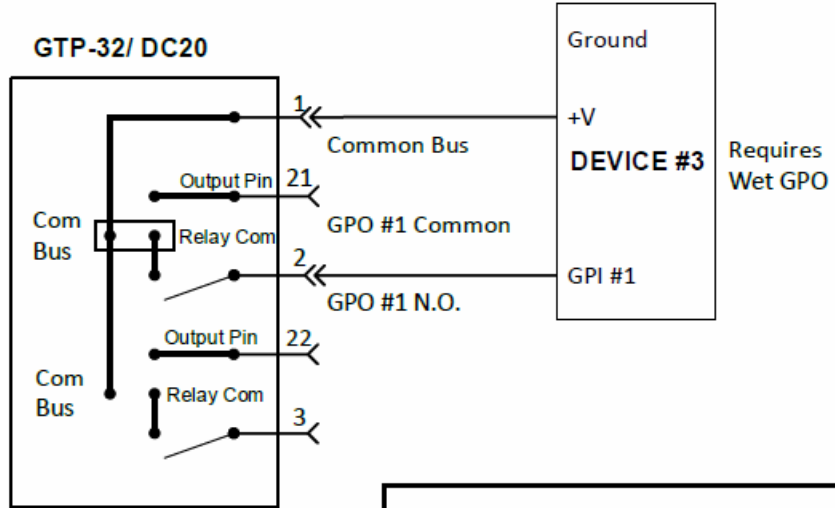 GTP-32/ DC20
Ground
1
+V
Common Bus
DEVICE #3
Requires
Wet GPO
Output Pin
21
GPO #1 Common
Com
Bus
Relay Com
2
GPI #1
GPO #1 N.O.
Output Pin
22
Com
Bus
Relay Com
3